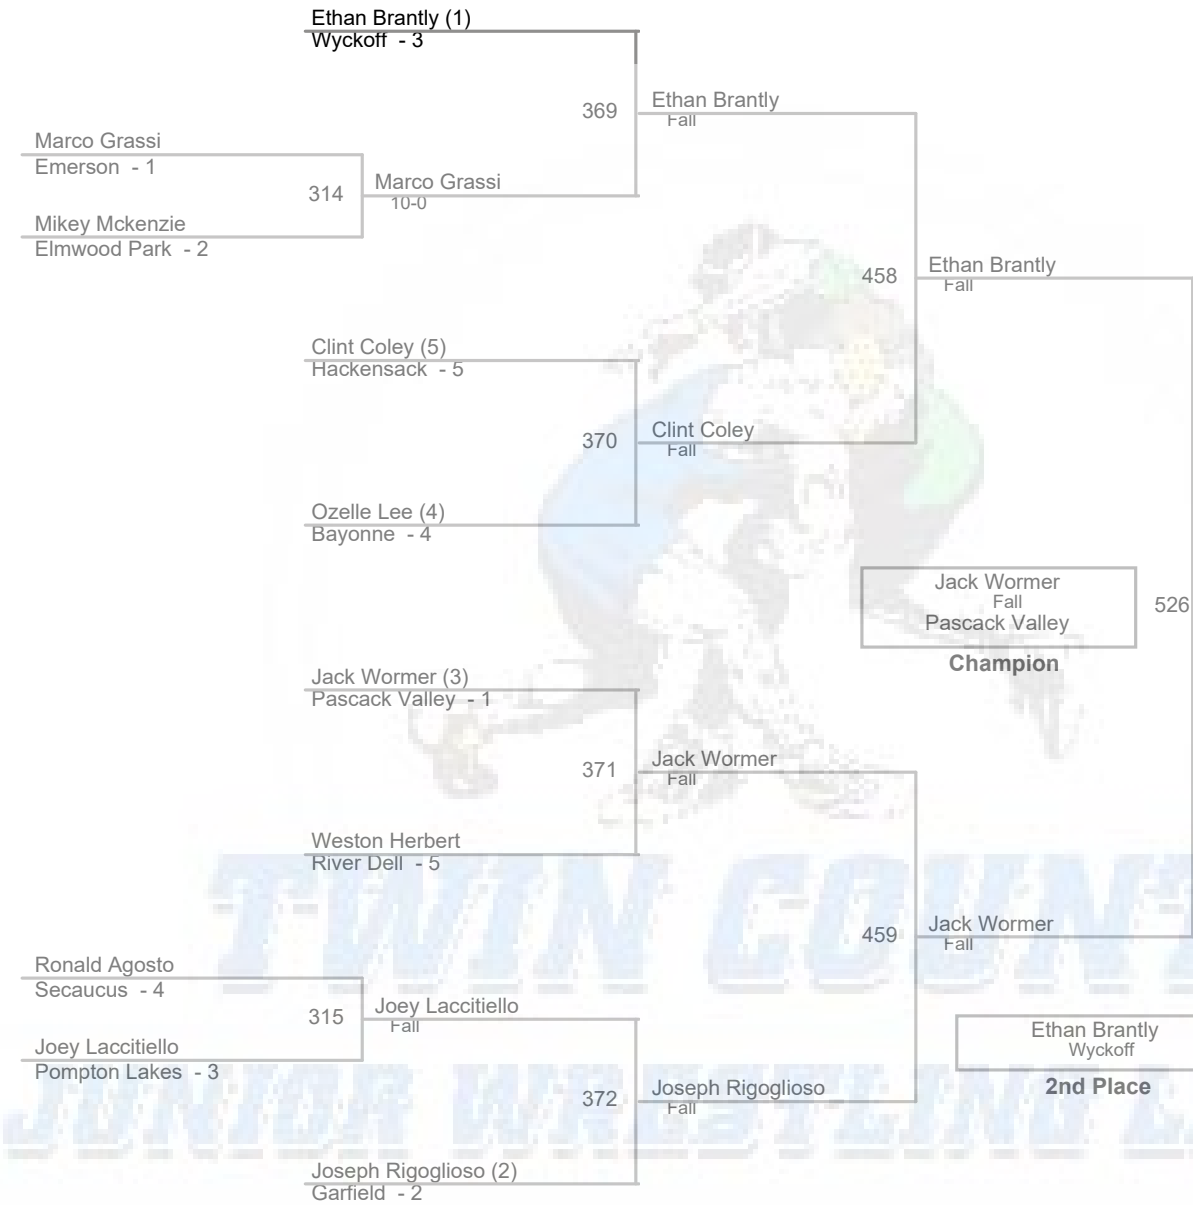 Ethan Brantly (1)
Wyckoff - 3
369
Ethan Brantly
Fall
Marco Grassi
Emerson - 1
314
Marco Grassi
10-0
Mikey Mckenzie
Elmwood Park - 2
458
Ethan Brantly
Fall
Clint Coley (5)
Hackensack - 5
370
Clint Coley
Fall
Ozelle Lee (4)
Bayonne - 4
Jack Wormer
Fall
Pascack Valley
526
Champion
Jack Wormer (3)
Pascack Valley - 1
371
Jack Wormer
Fall
Weston Herbert
River Dell - 5
459
Jack Wormer
Fall
Ronald Agosto
Secaucus - 4
315
Joey Laccitiello
Fall
Joey Laccitiello
Pompton Lakes - 3
Ethan Brantly
Wyckoff
2nd Place
372
Joseph Rigoglioso
Fall
Joseph Rigoglioso (2)
Garfield - 2
TWIN COUNT
JUNIOR WRESTLING L